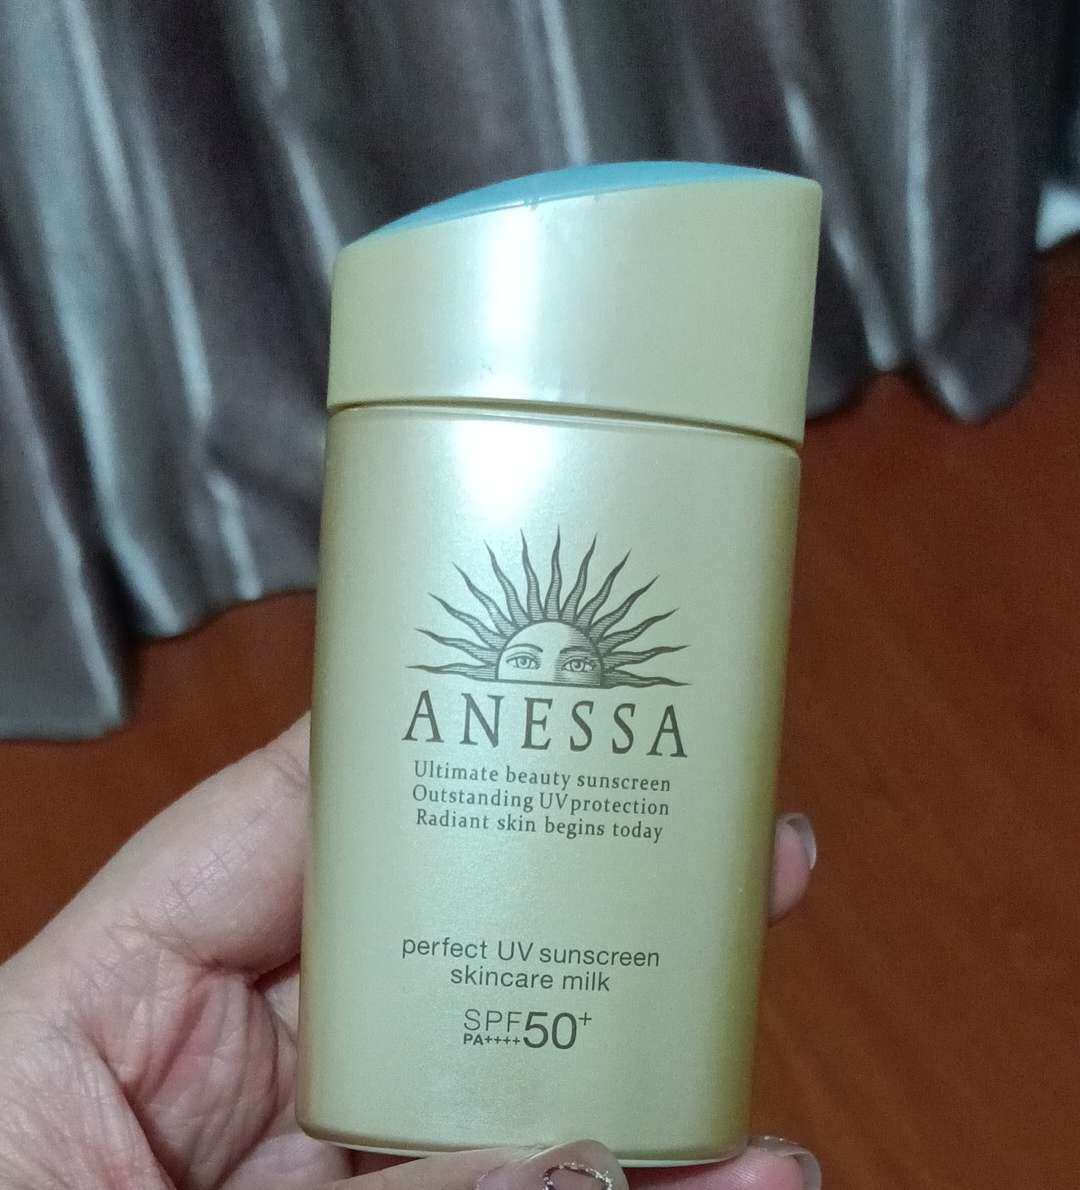 ANESSA
Ultimate beauty sunscreen
Outstanding UV protection
Radiant skin begins today
perfect UV sunscreen
skincare milk
SPF50+
PA++++